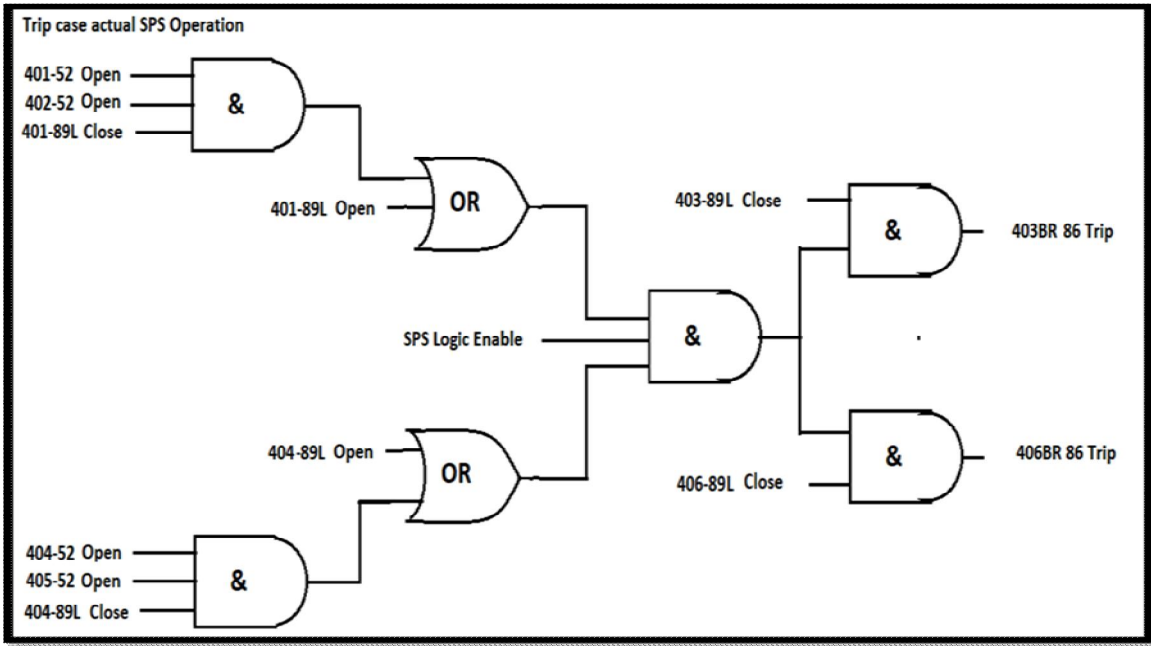 Trip case actual SPS Operation
401-52 Open
402-52 Open
401-89L Close
&
401-89L Open
OR
403-89L Close
&
403BR 86 Trip
SPS Logic Enable
&
404-89L Open
OR
406-89L Close
&
406BR 86 Trip
404-52 Open
405-52 Open
404-89L Close
&